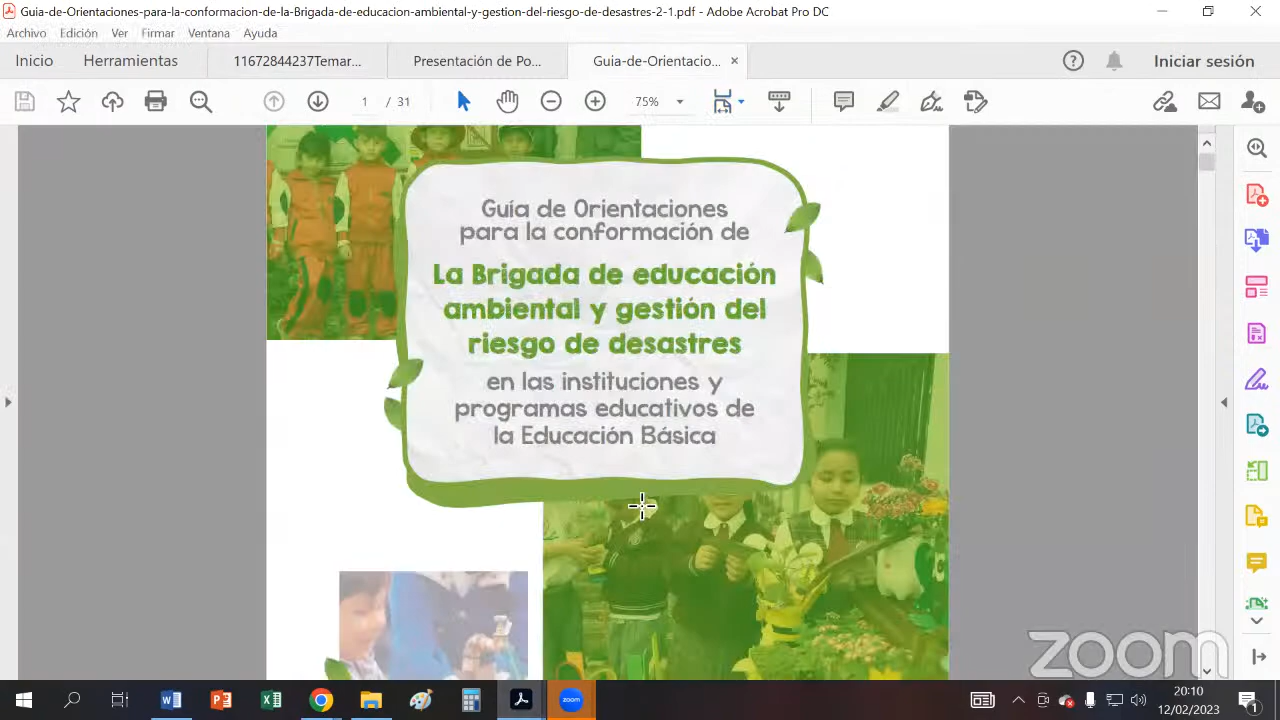 Guia-de-Orientaciones-para-la-conformacion-de-la-Brigada-de-educacion-ambiental-y-gestion-del-riesgo-de-desastres-2-1.pdf - Adobe Acrobat Pro DC
Archivo Edición Ver Firmar Ventana Ayuda
Inicio Herramientas 11672844237Temar... Presentación de Po... Guia-de-Orientacio... Iniciar sesión
1 / 31 75%
Guía de Orientaciones
para la conformación de
La Brigada de educación
ambiental y gestión del
riesgo de desastres
en las instituciones y
programas educativos de
la Educación Básica
zoom
zoom
20:10
12/02/2023
1